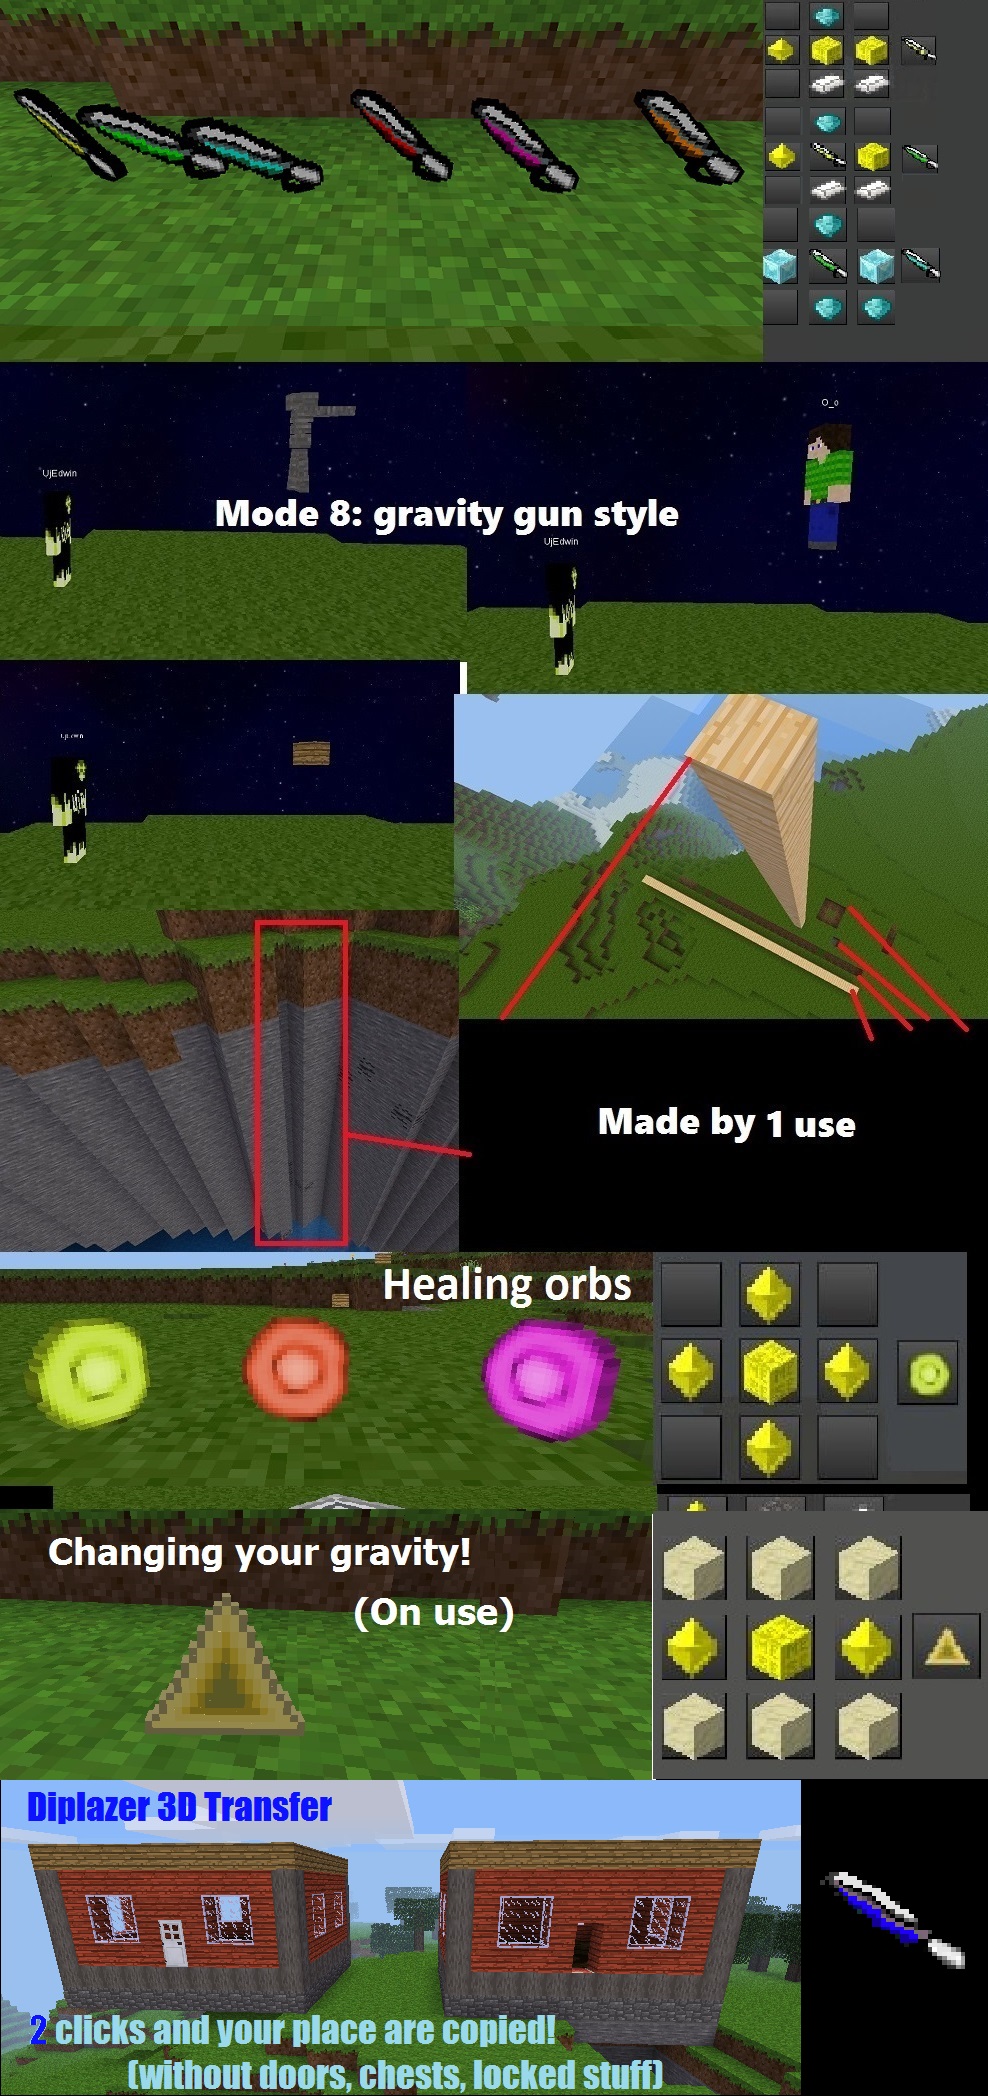 UjEdwin
O_o
Mode 8: gravity gun style
UjEdwin
UjEdwin
Made by 1 use
Healing orbs
Changing your gravity!
(On use)
Diplazer 3D Transfer
2 clicks and your place are copied!
(without doors, chests, locked stuff)